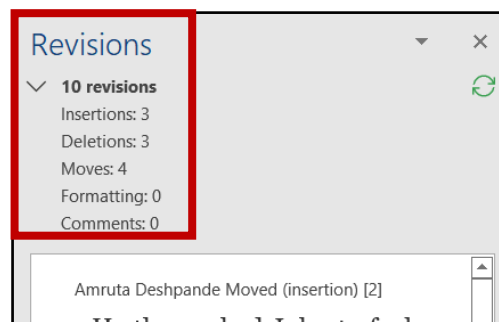 Revisions
10 revisions
Insertions: 3
Deletions: 3
Moves: 4
Formatting: 0
Comments: 0
Amruta Deshpande Moved (insertion) [2]